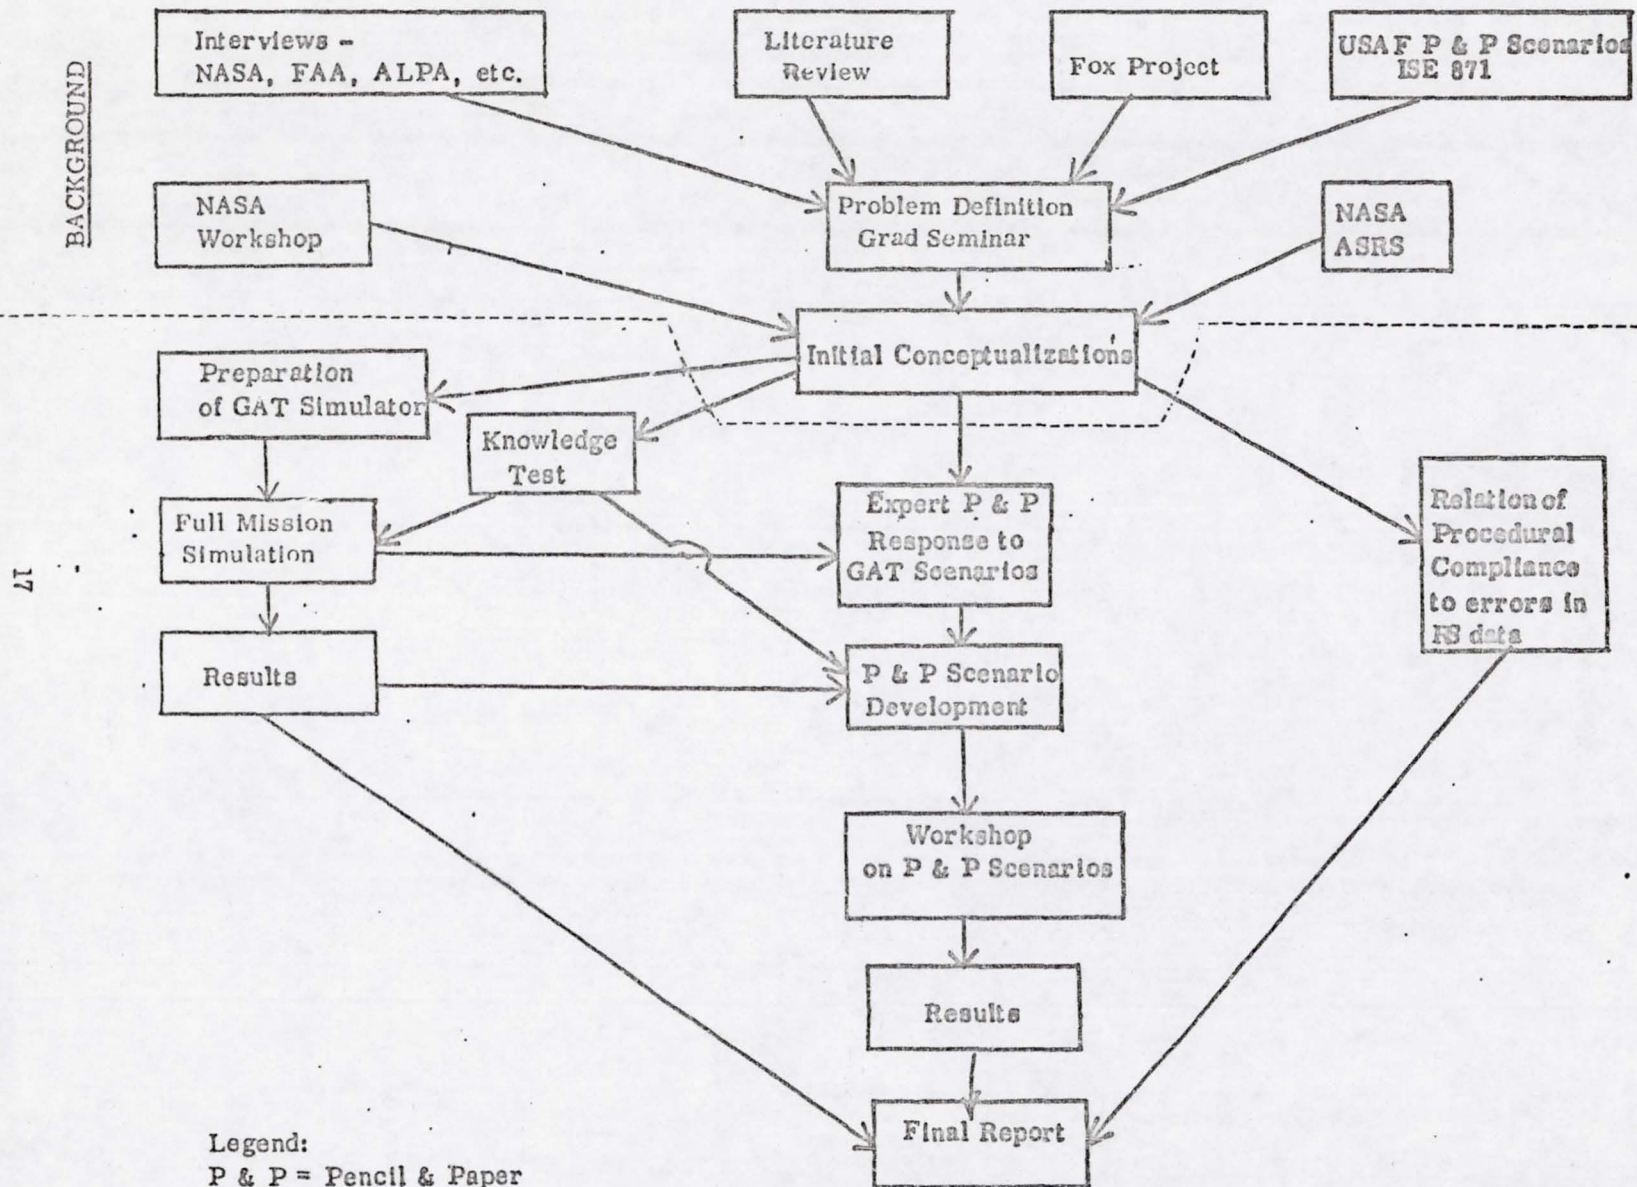 BACKGROUND
Interviews -
NASA, FAA, ALPA, etc.
Literature
Review
Fox Project
USAF P & P Scenarios
ISE 871
NASA
Workshop
Problem Definition
Grad Seminar
NASA
ASRS
Initial Conceptualizations
Preparation
of GAT Simulator
Knowledge
Test
Full Mission
Simulation
Expert P & P
Response to
GAT Scenarios
Relation of
Procedural
Compliance
to errors in
RS data
17
Results
P & P Scenario
Development
Workshop
on P & P Scenarios
Results
Final Report
Legend:
P & P = Pencil & Paper